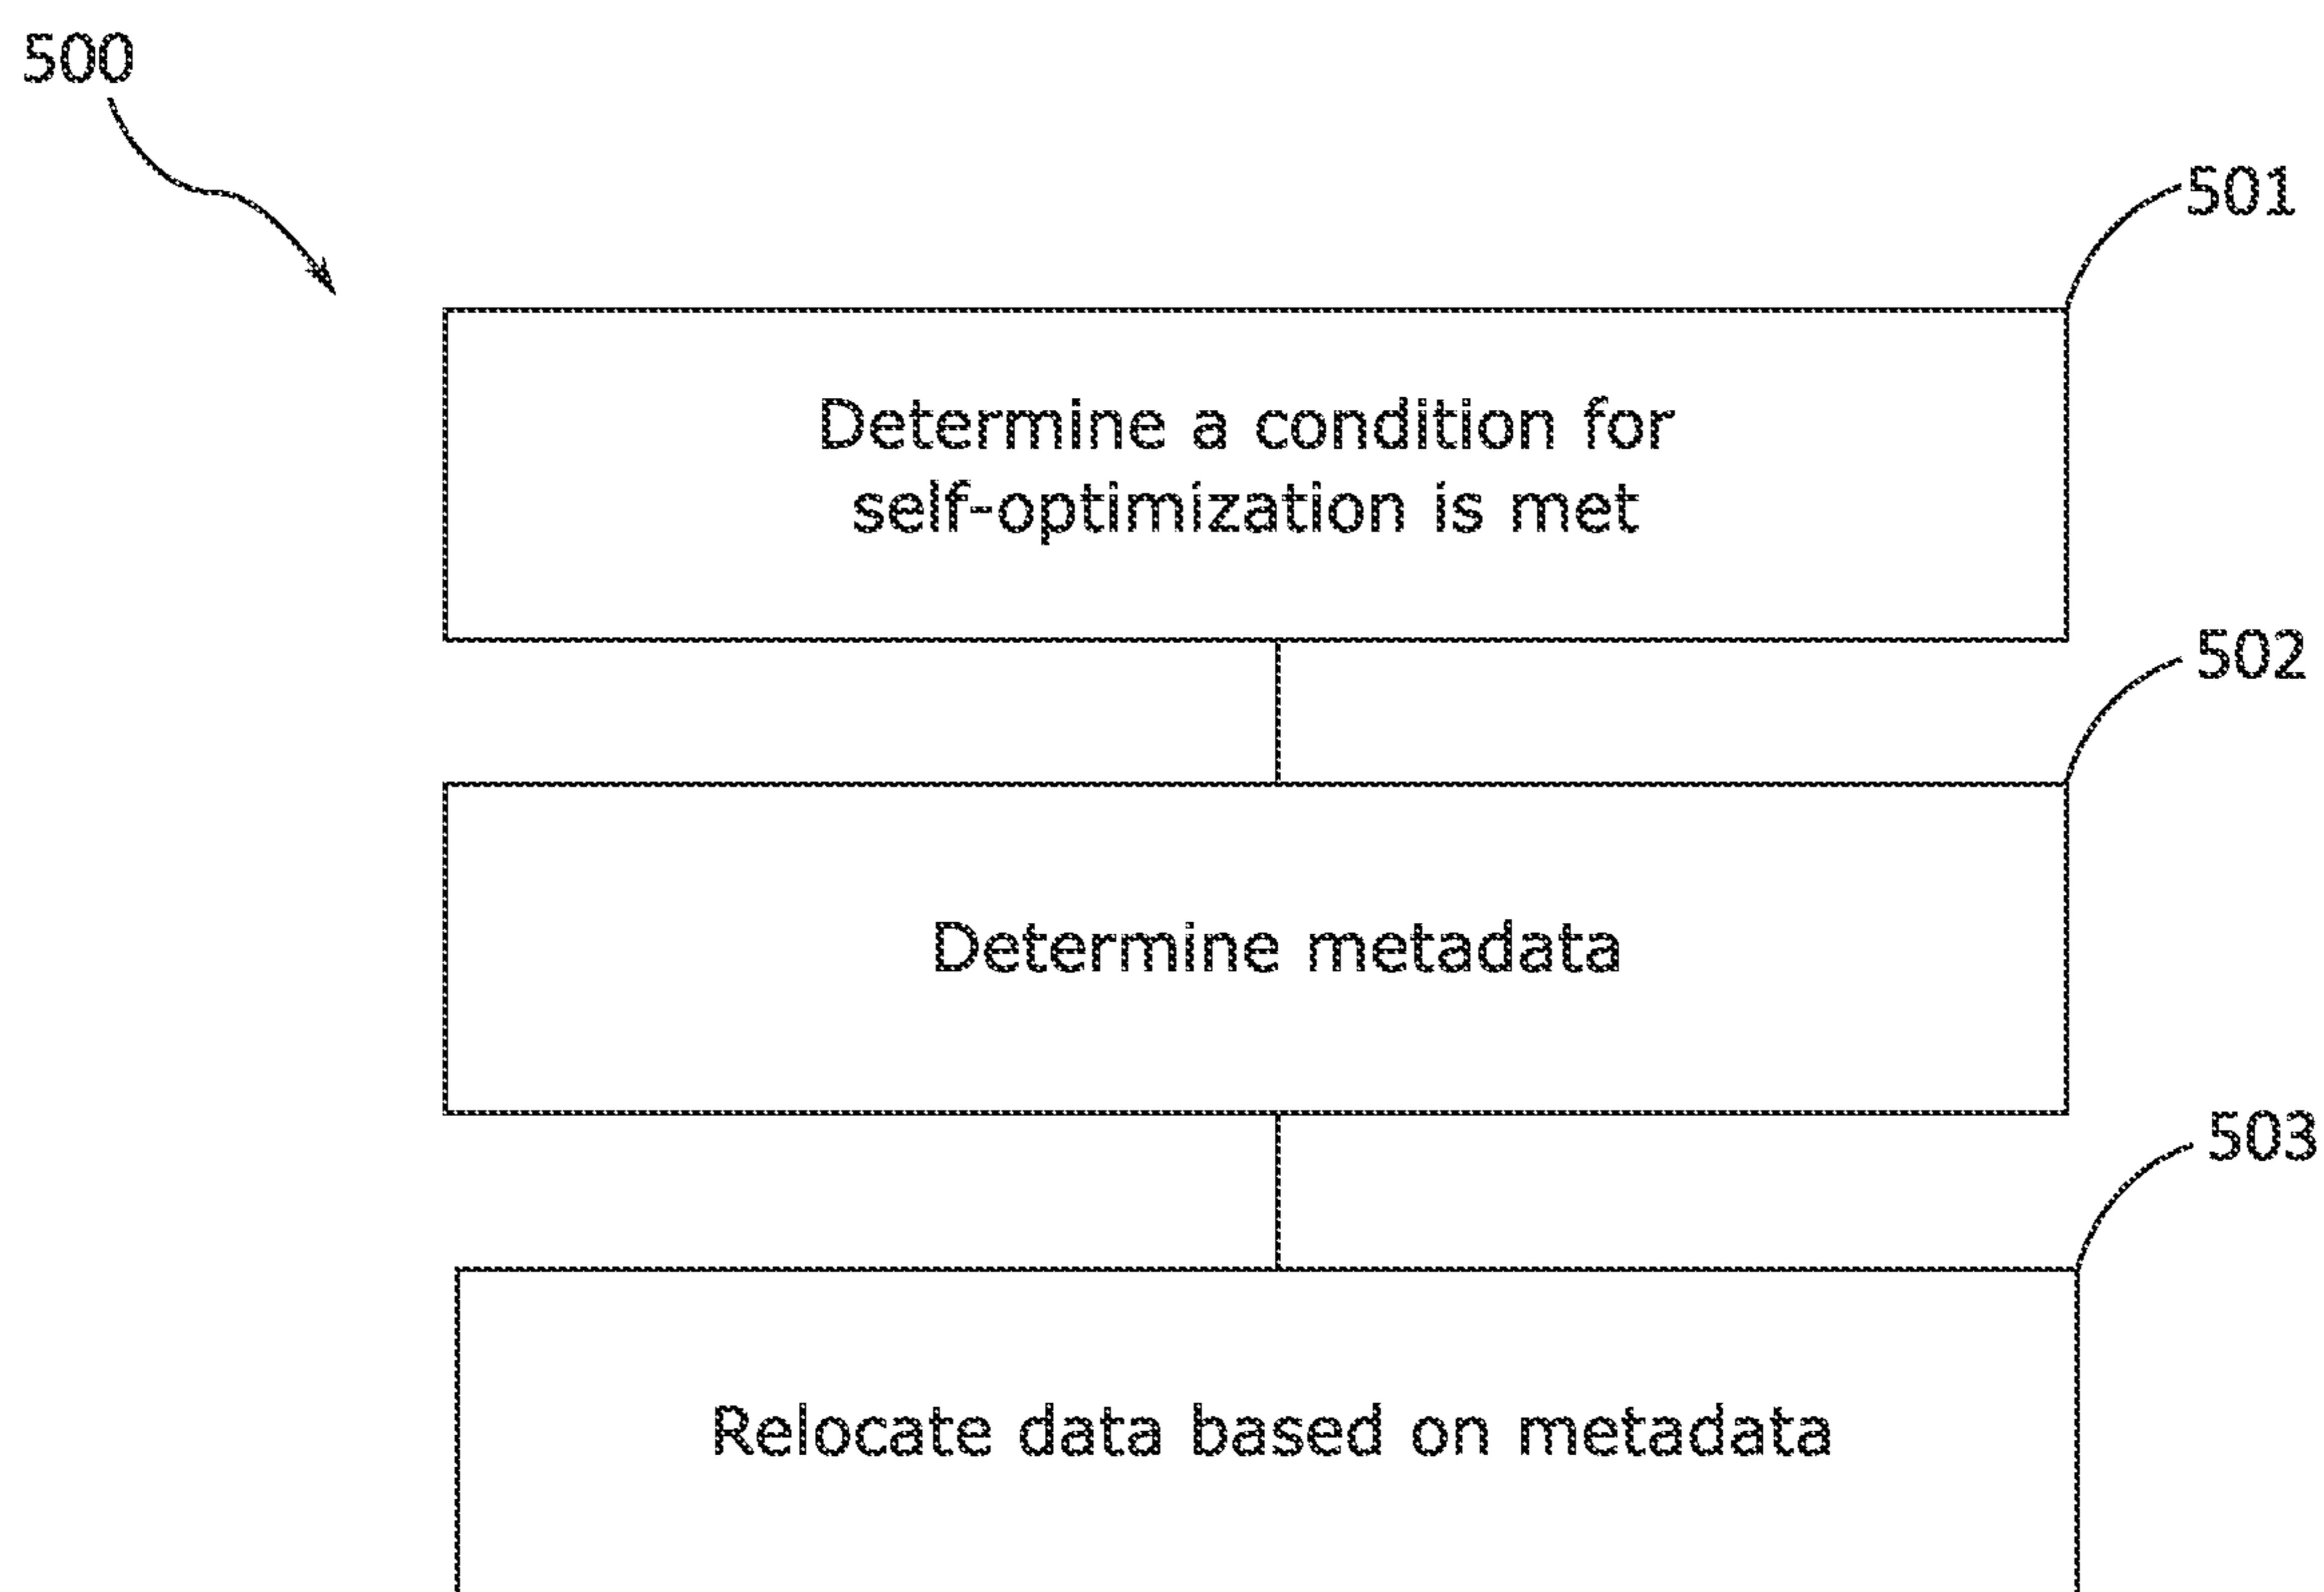 500
501
Determine a condition for
self-optimization is met
502
Determine metadata
503
Relocate data based on metadata